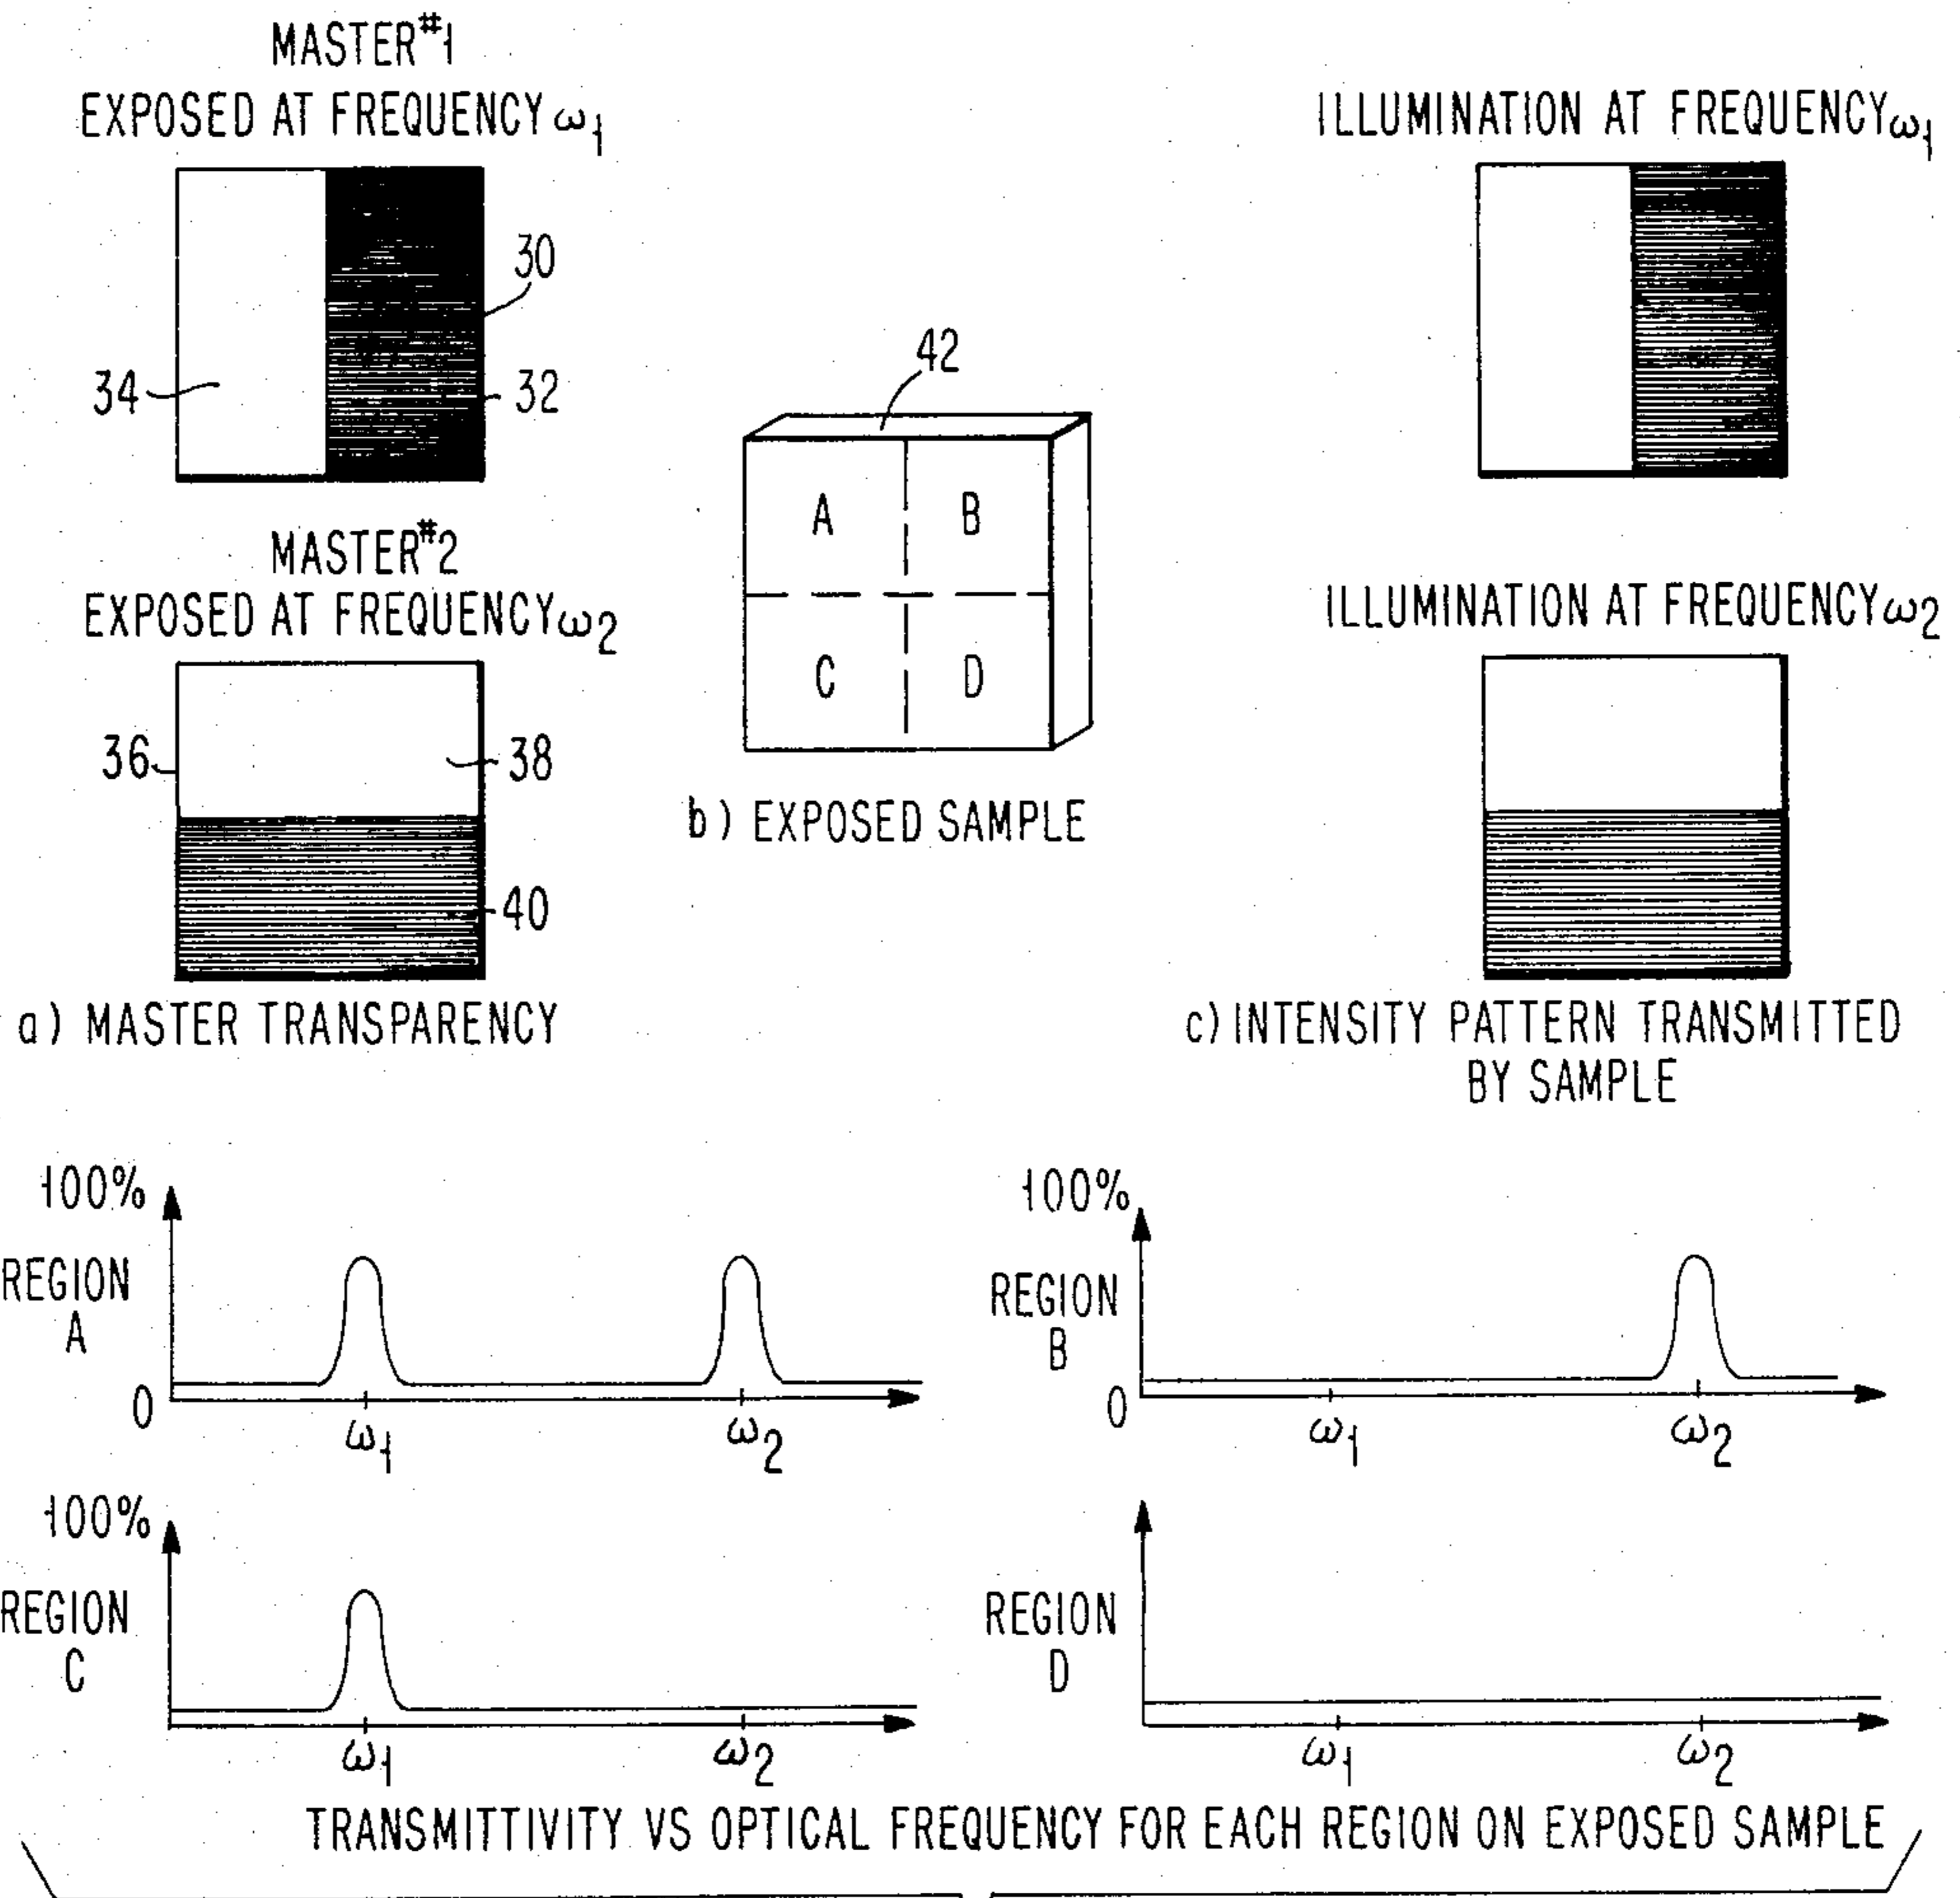 MASTER #1
EXPOSED AT FREQUENCY ω1
30
34
32
MASTER #2
EXPOSED AT FREQUENCY ω2
36
38
40
a) MASTER TRANSPARENCY
42
A B
C D
b) EXPOSED SAMPLE
ILLUMINATION AT FREQUENCY ω1
ILLUMINATION AT FREQUENCY ω2
c) INTENSITY PATTERN TRANSMITTED
BY SAMPLE
100%
REGION
A
0
ω1 ω2
100%
REGION
B
0
ω1 ω2
100%
REGION
C
ω1 ω2
REGION
D
ω1 ω2
TRANSMITTIVITY VS OPTICAL FREQUENCY FOR EACH REGION ON EXPOSED SAMPLE